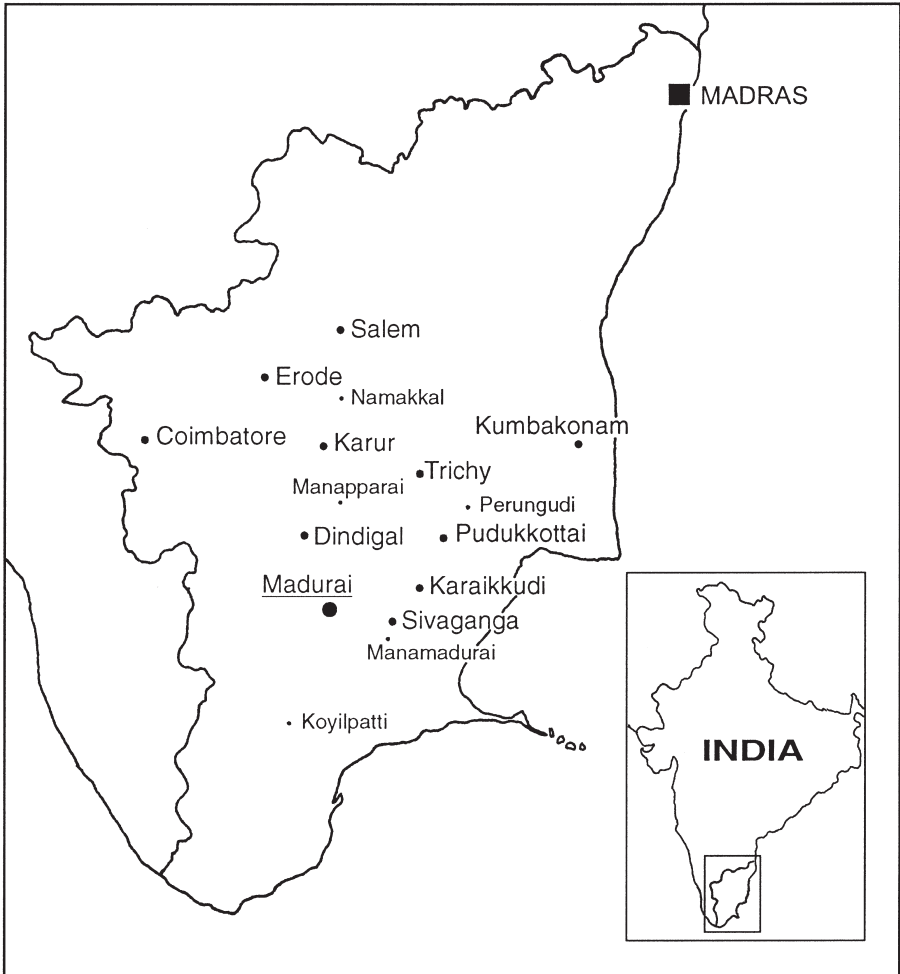 MADRAS
Salem
Erode
Namakkal
Kumbakonam
Coimbatore
Karur
Trichy
Manapparai
Perungudi
Dindigal
Pudukkottai
Madurai
Karaikkudi
Sivaganga
Manamadurai
Koyilpatti
INDIA